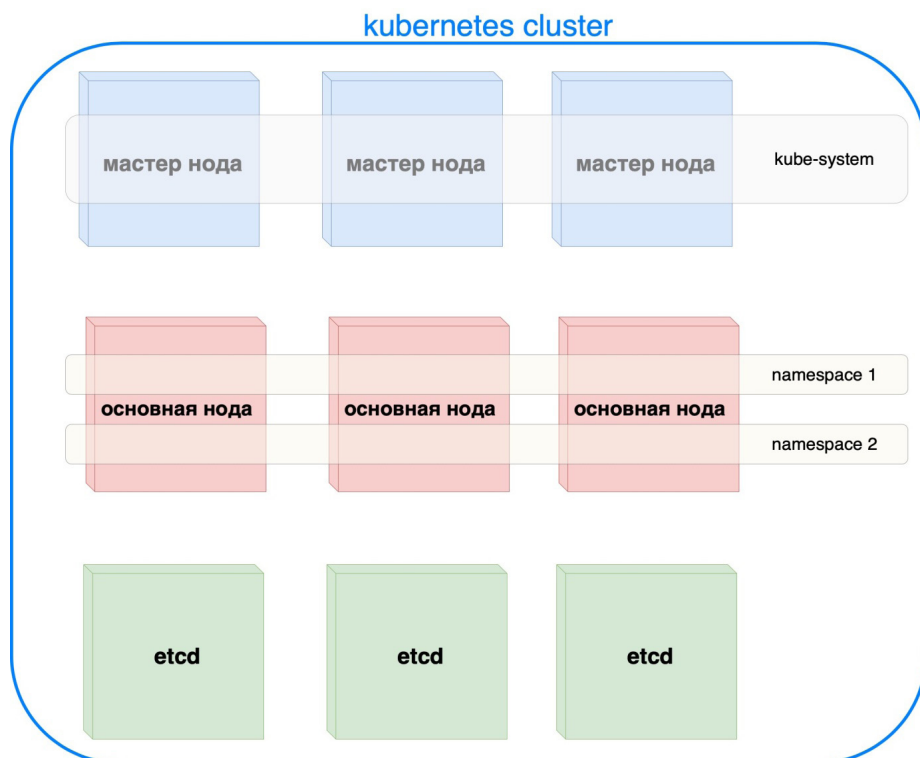 kubernetes cluster
мастер нода мастер нода мастер нода kube-system
namespace 1
основная нода основная нода основная нода
namespace 2
etcd etcd etcd